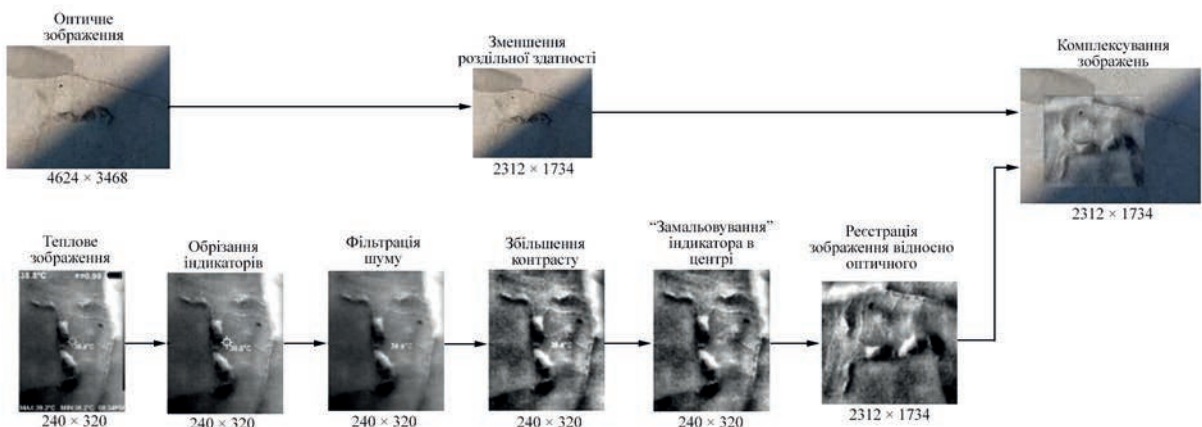 Оптичне
зображення
4624 × 3468
Зменшення
роздільної здатності
2312 × 1734
Комплексування
зображень
2312 × 1734
Теплове
зображення
240 × 320
Обрізання
індикаторів
240 × 320
Фільтрація
шуму
240 × 320
Збільшення
контрасту
240 × 320
“Замальовування”
індикатора в
центрі
240 × 320
Реєстрація
зображення відносно
оптичного
2312 × 1734